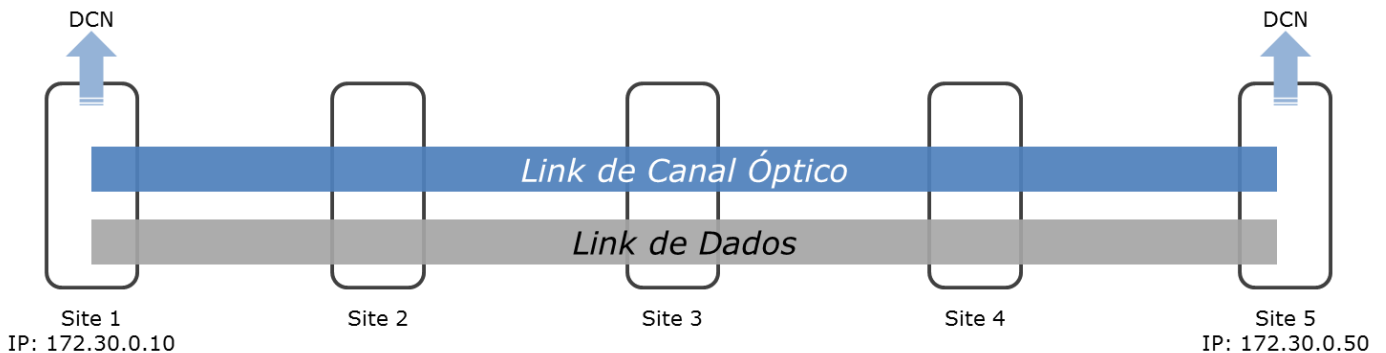 DCN
DCN
Link de Canal Óptico
Link de Dados
Site 1
Site 2
Site 3
Site 4
Site 5
IP: 172.30.0.10
IP: 172.30.0.50